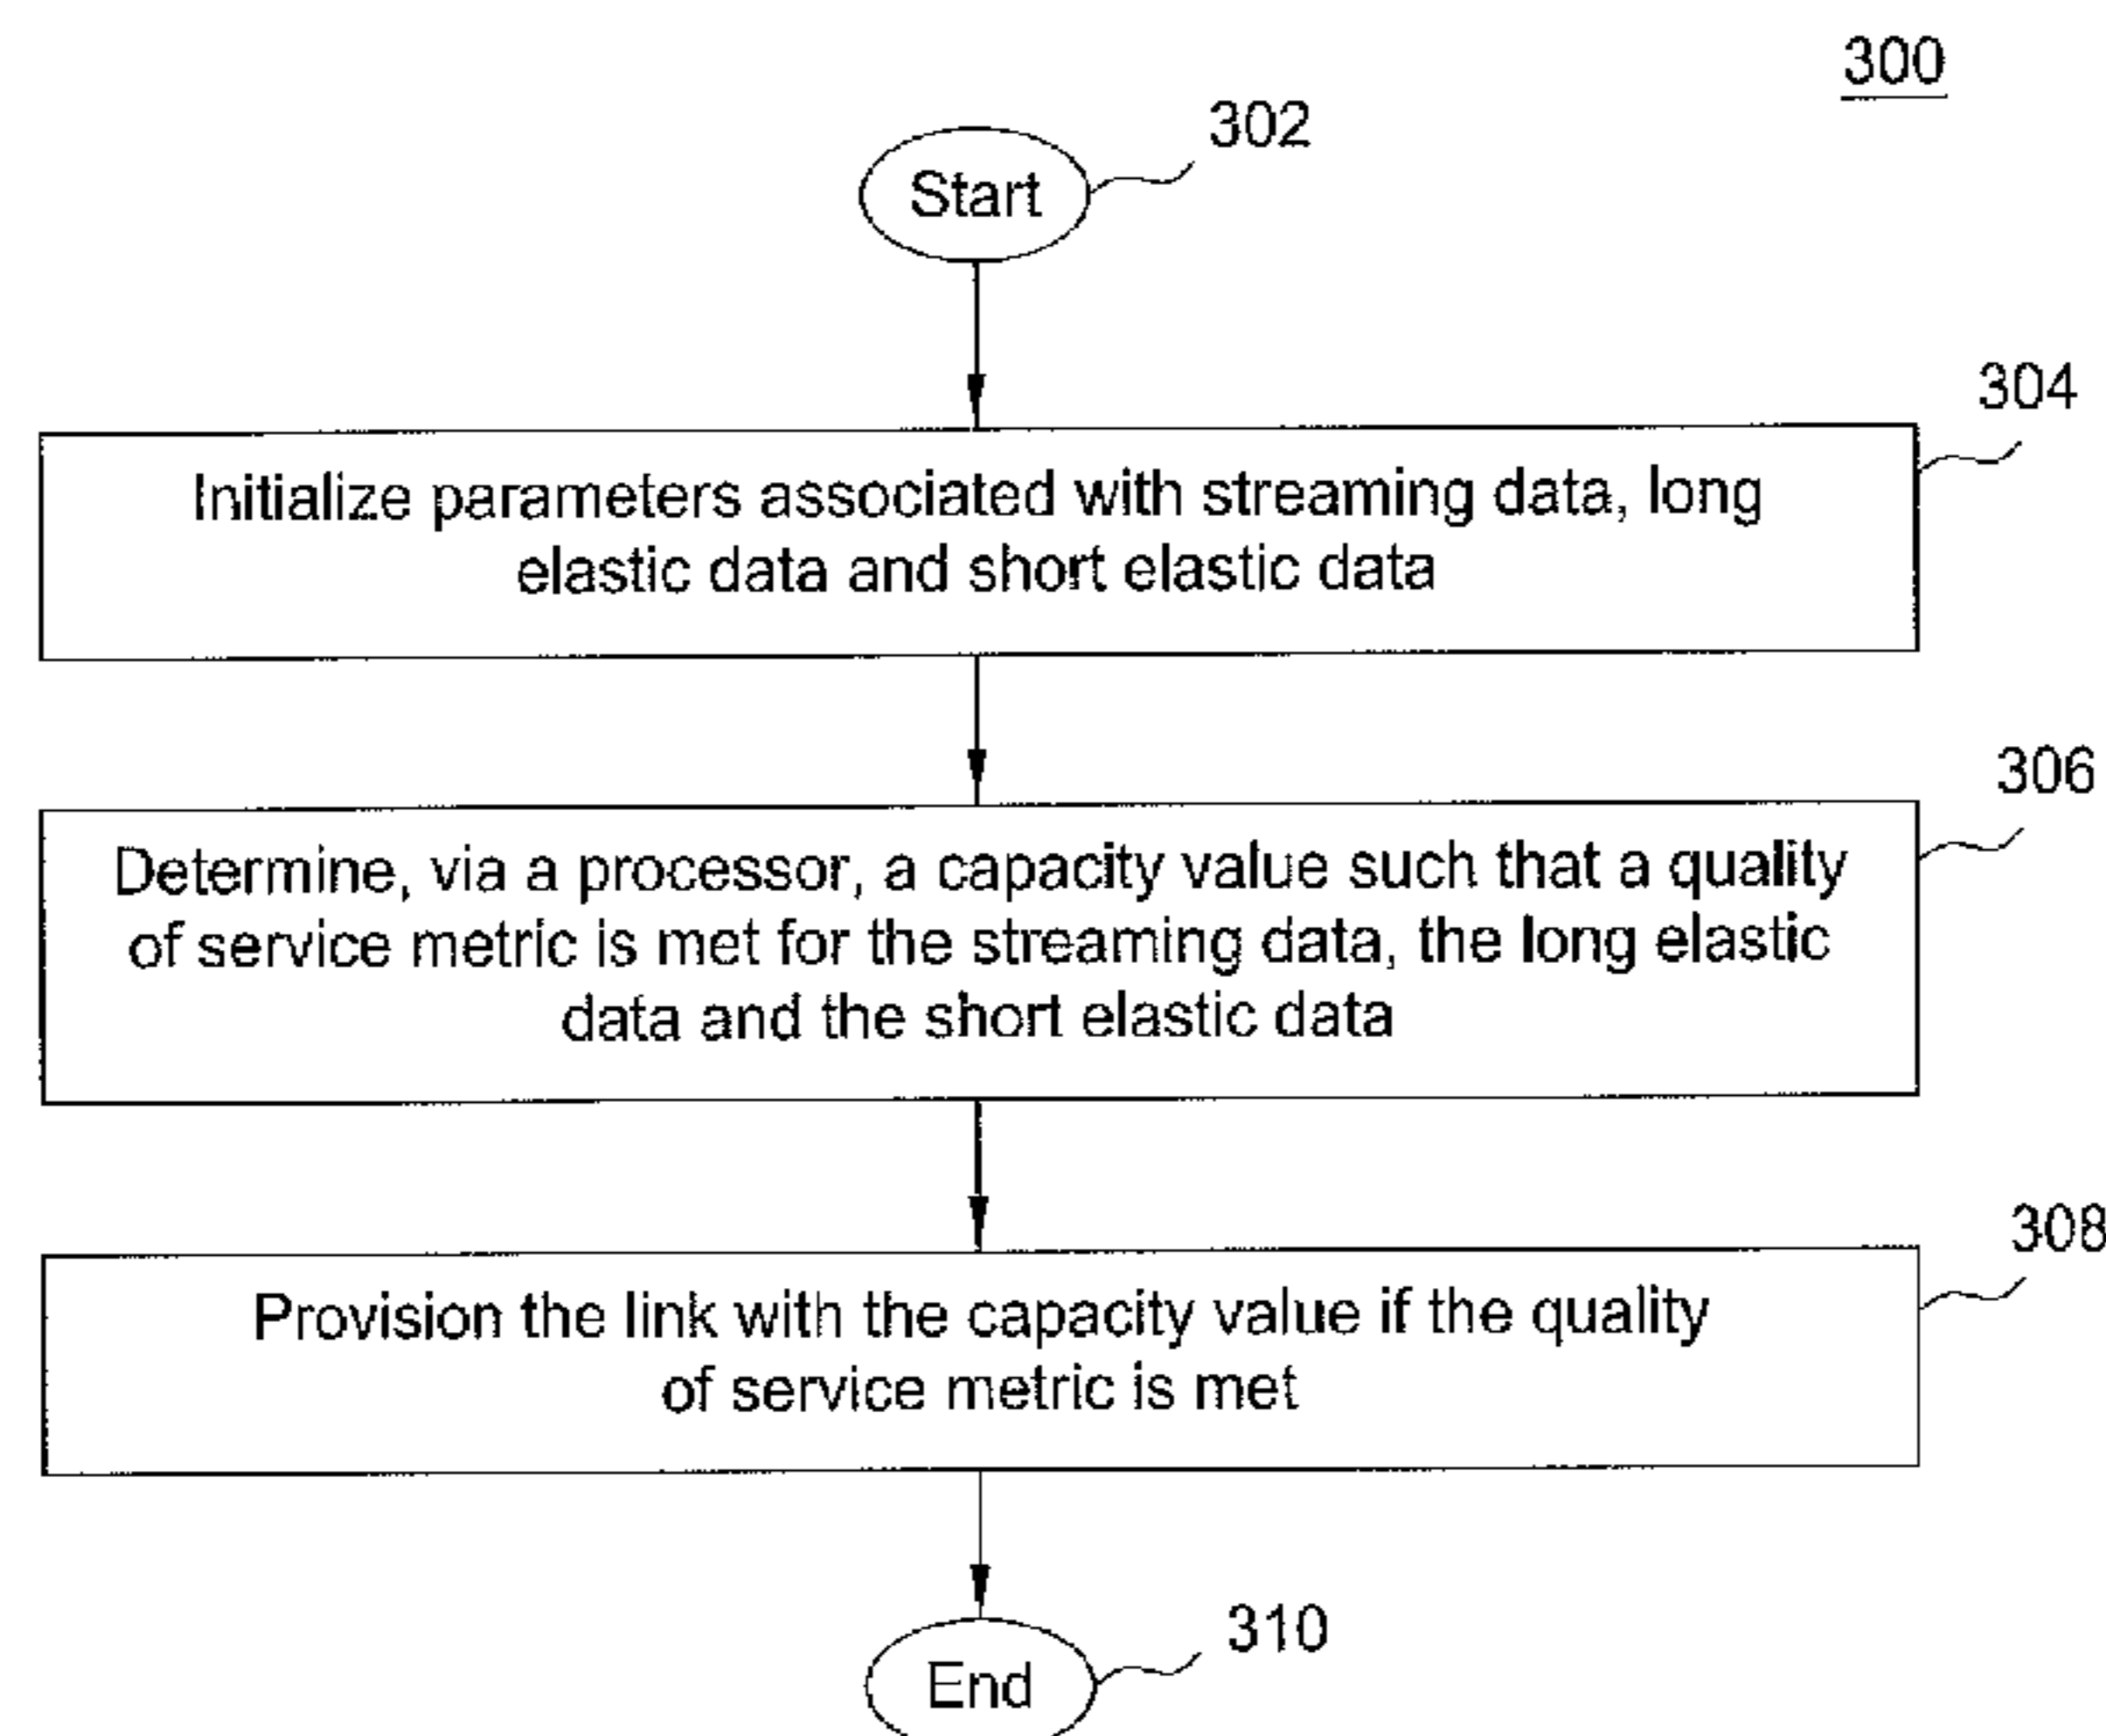 300
302
Start
304
Initialize parameters associated with streaming data, long
elastic data and short elastic data
306
Determine, via a processor, a capacity value such that a quality
of service metric is met for the streaming data, the long elastic
data and the short elastic data
308
Provision the link with the capacity value if the quality
of service metric is met
310
End